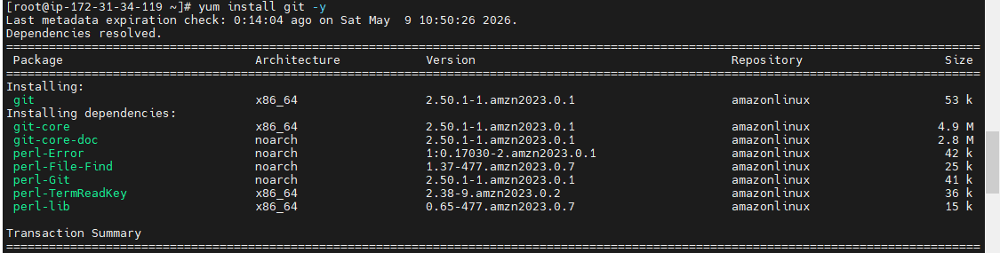 [root@ip-172-31-34-119 ~]# yum install git -y
Last metadata expiration check: 0:14:04 ago on Sat May  9 10:50:26 2026.
Dependencies resolved.
================================================================================
Package Architecture Version Repository Size
================================================================================
Installing:
git x86_64 2.50.1-1.amzn2023.0.1 amazonlinux 53 k
Installing dependencies:
git-core x86_64 2.50.1-1.amzn2023.0.1 amazonlinux 4.9 M
git-core-doc noarch 2.50.1-1.amzn2023.0.1 amazonlinux 2.8 M
perl-Error noarch 1:0.17030-2.amzn2023.0.1 amazonlinux 42 k
perl-File-Find noarch 1.37-477.amzn2023.0.7 amazonlinux 25 k
perl-Git noarch 2.50.1-1.amzn2023.0.1 amazonlinux 41 k
perl-TermReadKey x86_64 2.38-9.amzn2023.0.2 amazonlinux 36 k
perl-lib x86_64 0.65-477.amzn2023.0.7 amazonlinux 15 k
Transaction Summary
================================================================================